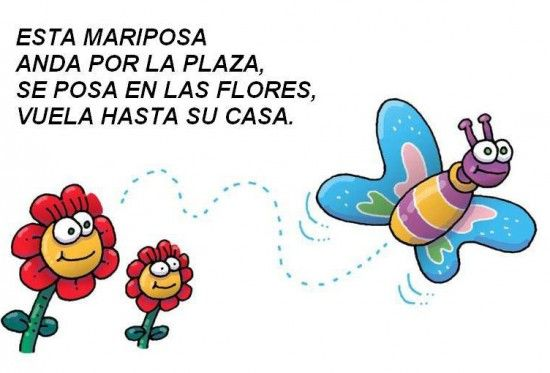 ESTA MARIPOSA
ANDA POR LA PLAZA,
SE POSA EN LAS FLORES,
VUELA HASTA SU CASA.